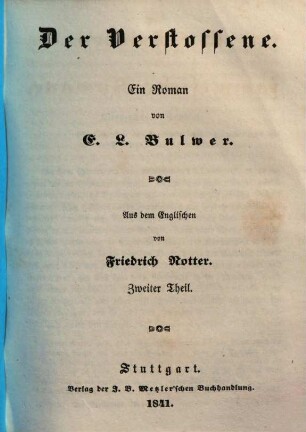 Der Verstossene.
Ein Roman
von
E. L. Bulwer.
Aus dem Englischen
von
Friedrich Notter.
Zweiter Theil.
Stuttgart.
Verlag der J. B. Metzler'schen Buchhandlung.
1841.